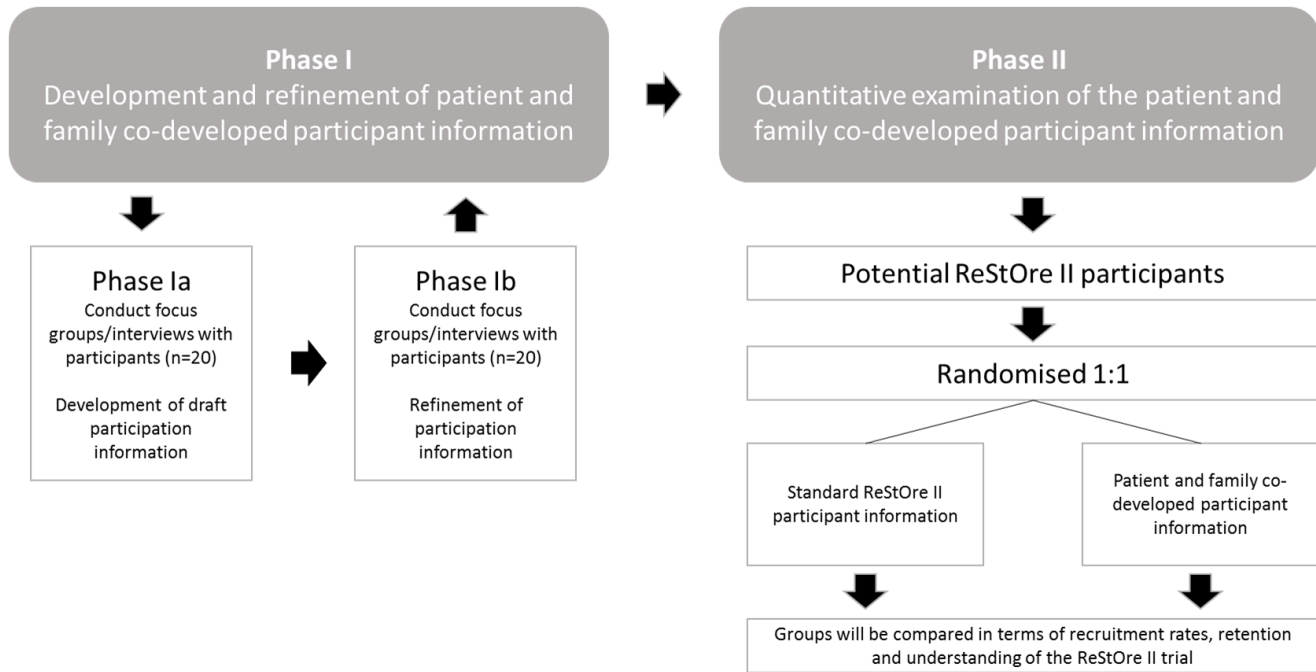 Phase I
Development and refinement of patient and
family co-developed participant information
Phase II
Quantitative examination of the patient and
family co-developed participant information
Phase Ia
Conduct focus
groups/interviews with
participants (n=20)
Development of draft
participation
information
Phase Ib
Conduct focus
groups/interviews with
participants (n=20)
Refinement of
participation
information
Potential ReStOre II participants
Randomised 1:1
Standard ReStOre II
participant information
Patient and family co-
developed participant
information
Groups will be compared in terms of recruitment rates, retention
and understanding of the ReStOre II trial